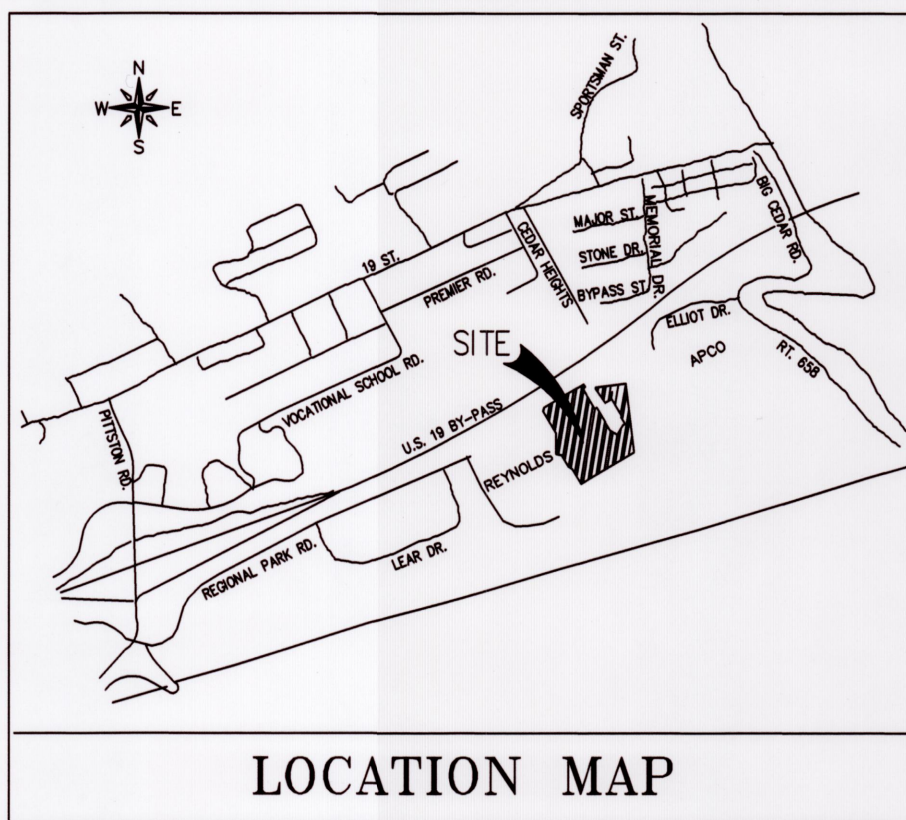 N
W E
S
SPORTSMAN ST.
BIG CEDAR RD.
MAJOR ST.
MEMORIAL DR.
CEDAR HEIGHTS
STONE DR.
19 ST.
PREMIER RD.
BYPASS ST.
ELLIOT DR.
SITE
APCO
RT. 658
VOCATIONAL SCHOOL RD.
U.S. 19 BY-PASS
PITTSTON RD.
REYNOLDS
REGIONAL PARK RD.
LEAR DR.
LOCATION MAP